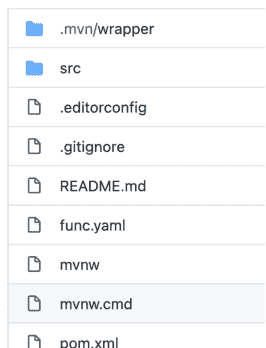 .mvn/wrapper
src
.editorconfig
.gitignore
README.md
func.yaml
mvnw
mvnw.cmd
pom.xml